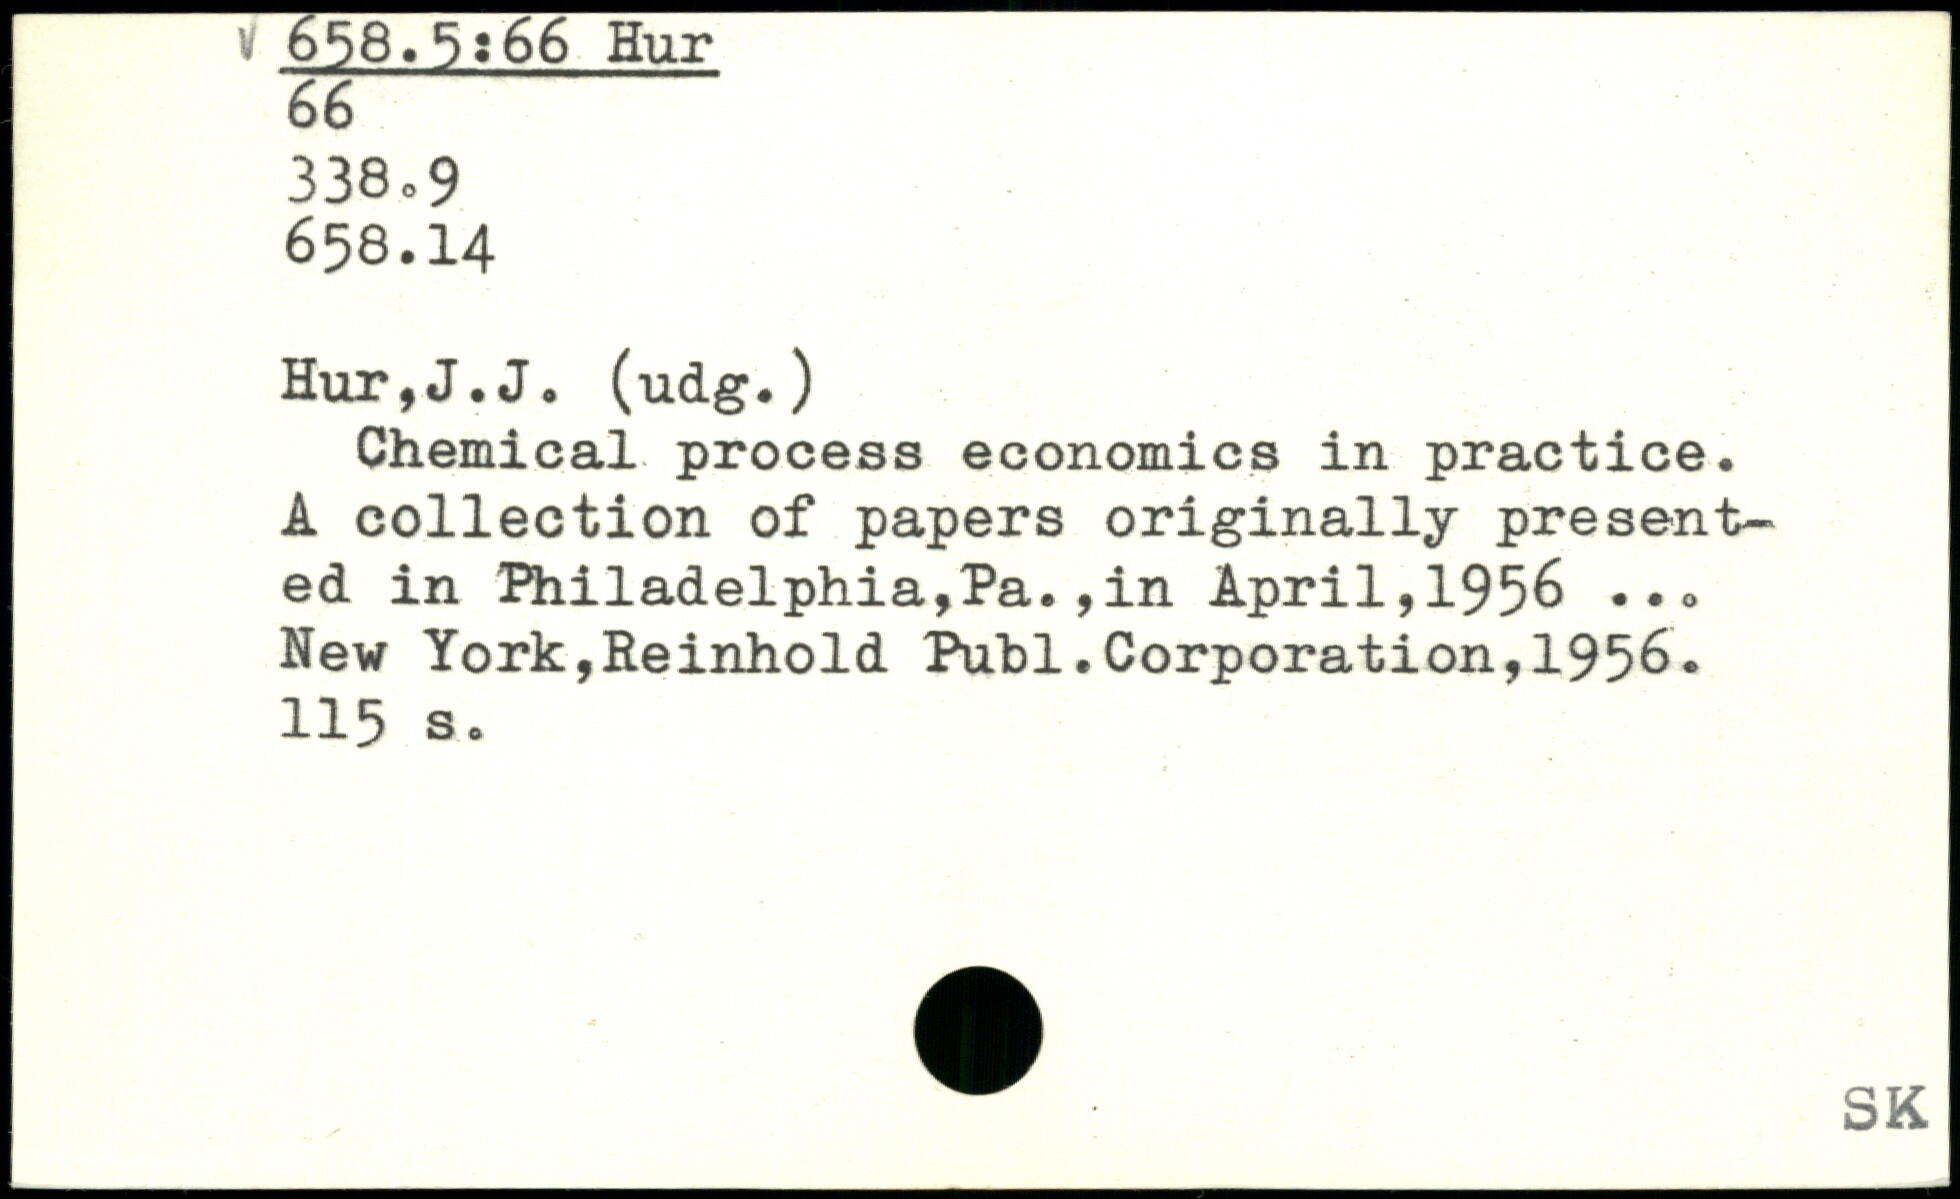 √ 658.5:66 Hur
66
338.9
658.14
Hur,J.J. (udg.)
Chemical process economics in practice.
A collection of papers originally present-
ed in Philadelphia,Pa.,in April,1956 ...
New York,Reinhold Publ.Corporation,1956.
115 s.
SK